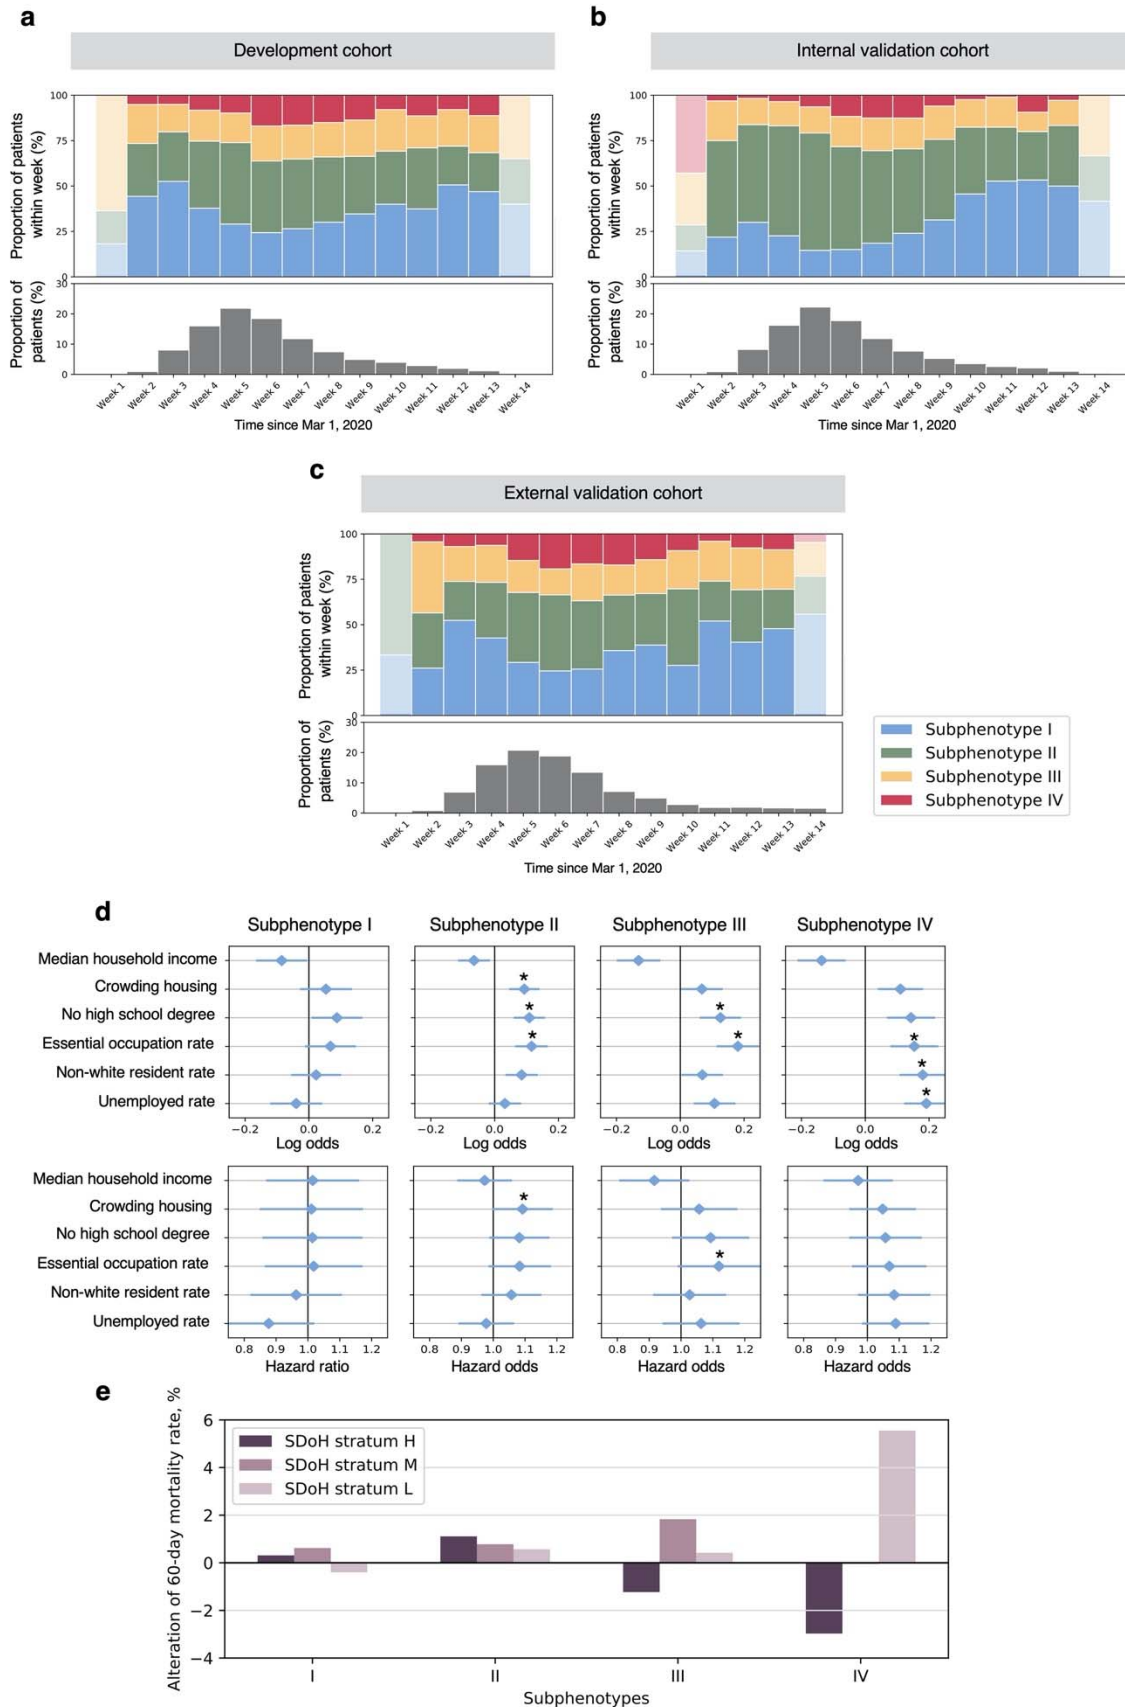 a
Development cohort
Proportion of patients
within week (%)
100
75
50
25
0
Proportion of
patients (%)
30
20
10
0
Week 1
Week 2
Week 3
Week 4
Week 5
Week 6
Week 7
Week 8
Week 9
Week 10
Week 11
Week 12
Week 13
Week 14
Time since Mar 1, 2020
b
Internal validation cohort
Proportion of patients
within week (%)
100
75
50
25
0
Proportion of
patients (%)
30
20
10
0
Week 1
Week 2
Week 3
Week 4
Week 5
Week 6
Week 7
Week 8
Week 9
Week 10
Week 11
Week 12
Week 13
Week 14
Time since Mar 1, 2020
c
External validation cohort
Proportion of patients
within week (%)
100
75
50
25
0
Proportion of
patients (%)
30
20
10
0
Week 1
Week 2
Week 3
Week 4
Week 5
Week 6
Week 7
Week 8
Week 9
Week 10
Week 11
Week 12
Week 13
Week 14
Time since Mar 1, 2020
Subphenotype I
Subphenotype II
Subphenotype III
Subphenotype IV
d
Subphenotype I Subphenotype II Subphenotype III Subphenotype IV
Median household income
Crowding housing *
No high school degree * *
Essential occupation rate * * *
Non-white resident rate *
Unemployed rate *
−0.2 0.0 0.2 −0.2 0.0 0.2 −0.2 0.0 0.2 −0.2 0.0 0.2
Log odds Log odds Log odds Log odds
Median household income
Crowding housing *
No high school degree
Essential occupation rate *
Non-white resident rate
Unemployed rate
0.8 0.9 1.0 1.1 1.2 0.8 0.9 1.0 1.1 1.2 0.8 0.9 1.0 1.1 1.2 0.8 0.9 1.0 1.1 1.2
Hazard ratio Hazard odds Hazard odds Hazard odds
e
Alteration of 60-day mortality rate, %
6
4
2
0
−2
−4
SDoH stratum H
SDoH stratum M
SDoH stratum L
I II III IV
Subphenotypes